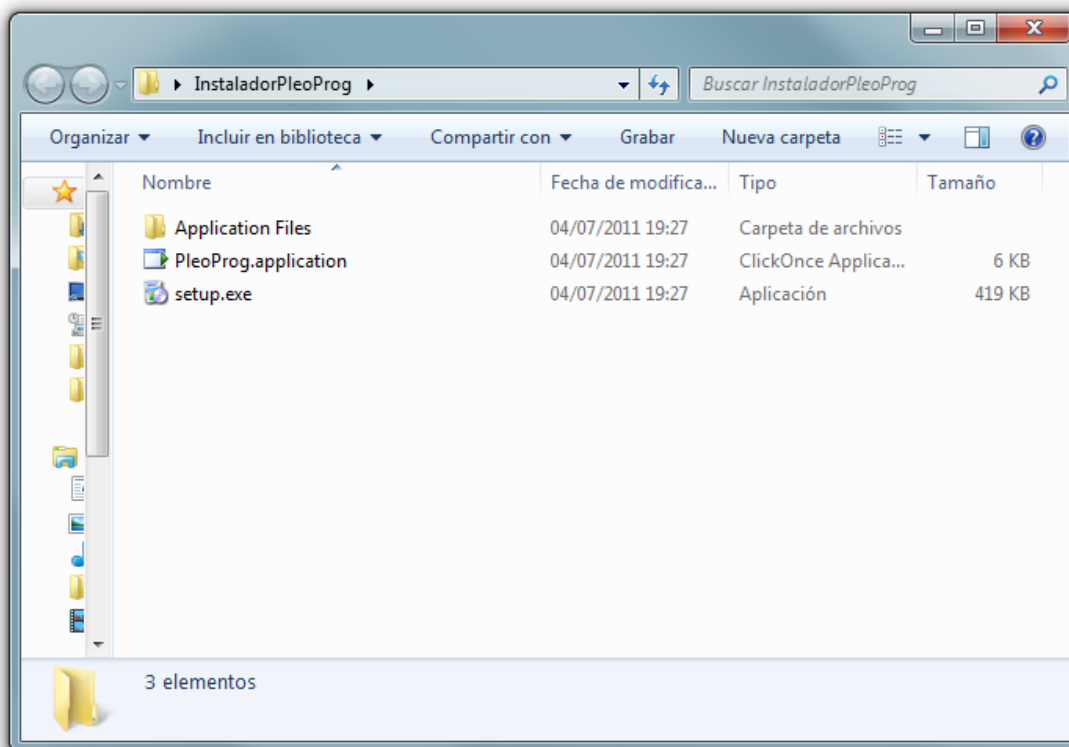 InstaladorPleoProg
Buscar InstaladorPleoProg
Organizar Incluir en biblioteca Compartir con Grabar Nueva carpeta
Nombre Fecha de modifica... Tipo Tamaño
Application Files 04/07/2011 19:27 Carpeta de archivos
PleoProg.application 04/07/2011 19:27 ClickOnce Applica... 6 KB
setup.exe 04/07/2011 19:27 Aplicación 419 KB
3 elementos